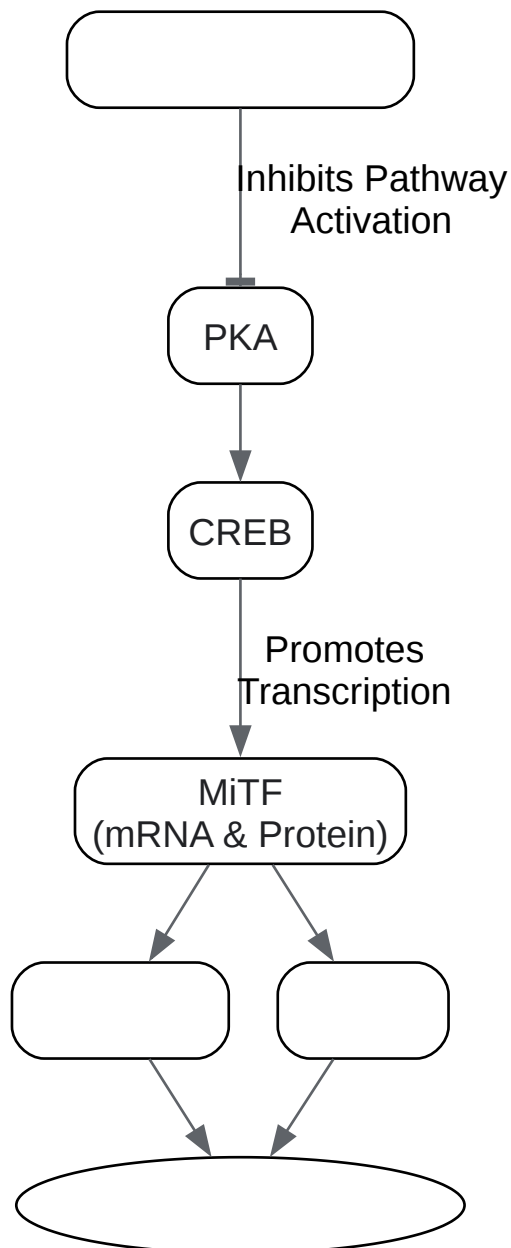 Inhibits Pathway
Activation
PKA
CREB
Promotes
Transcription
MiTF
(mRNA & Protein)